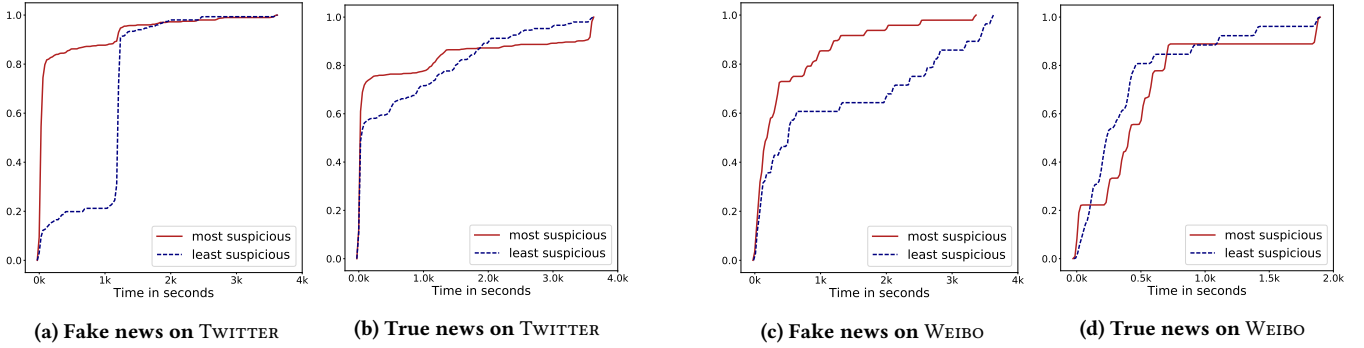 1.0
0.8
0.6
0.4
0.2
0.0
most suspicious
least suspicious
0k 1k 2k 3k 4k
Time in seconds
(a) Fake news on TWITTER
1.0
0.8
0.6
0.4
0.2
0.0
most suspicious
least suspicious
0.0k 1.0k 2.0k 3.0k 4.0k
Time in seconds
(b) True news on TWITTER
1.0
0.8
0.6
0.4
0.2
0.0
most suspicious
least suspicious
0k 1k 2k 3k 4k
Time in seconds
(c) Fake news on WEIBO
1.0
0.8
0.6
0.4
0.2
0.0
most suspicious
least suspicious
0.0k 0.5k 1.0k 1.5k 2.0k
Time in seconds
(d) True news on WEIBO